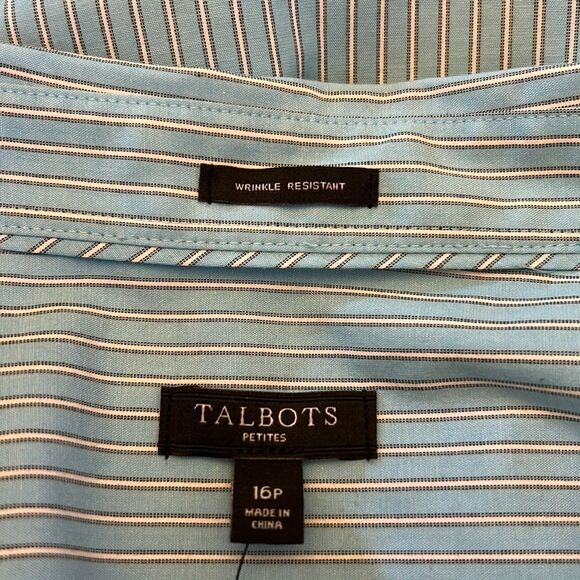 WRINKLE RESISTANT
TALBOTS
PETITES
16P
MADE IN
CHINA